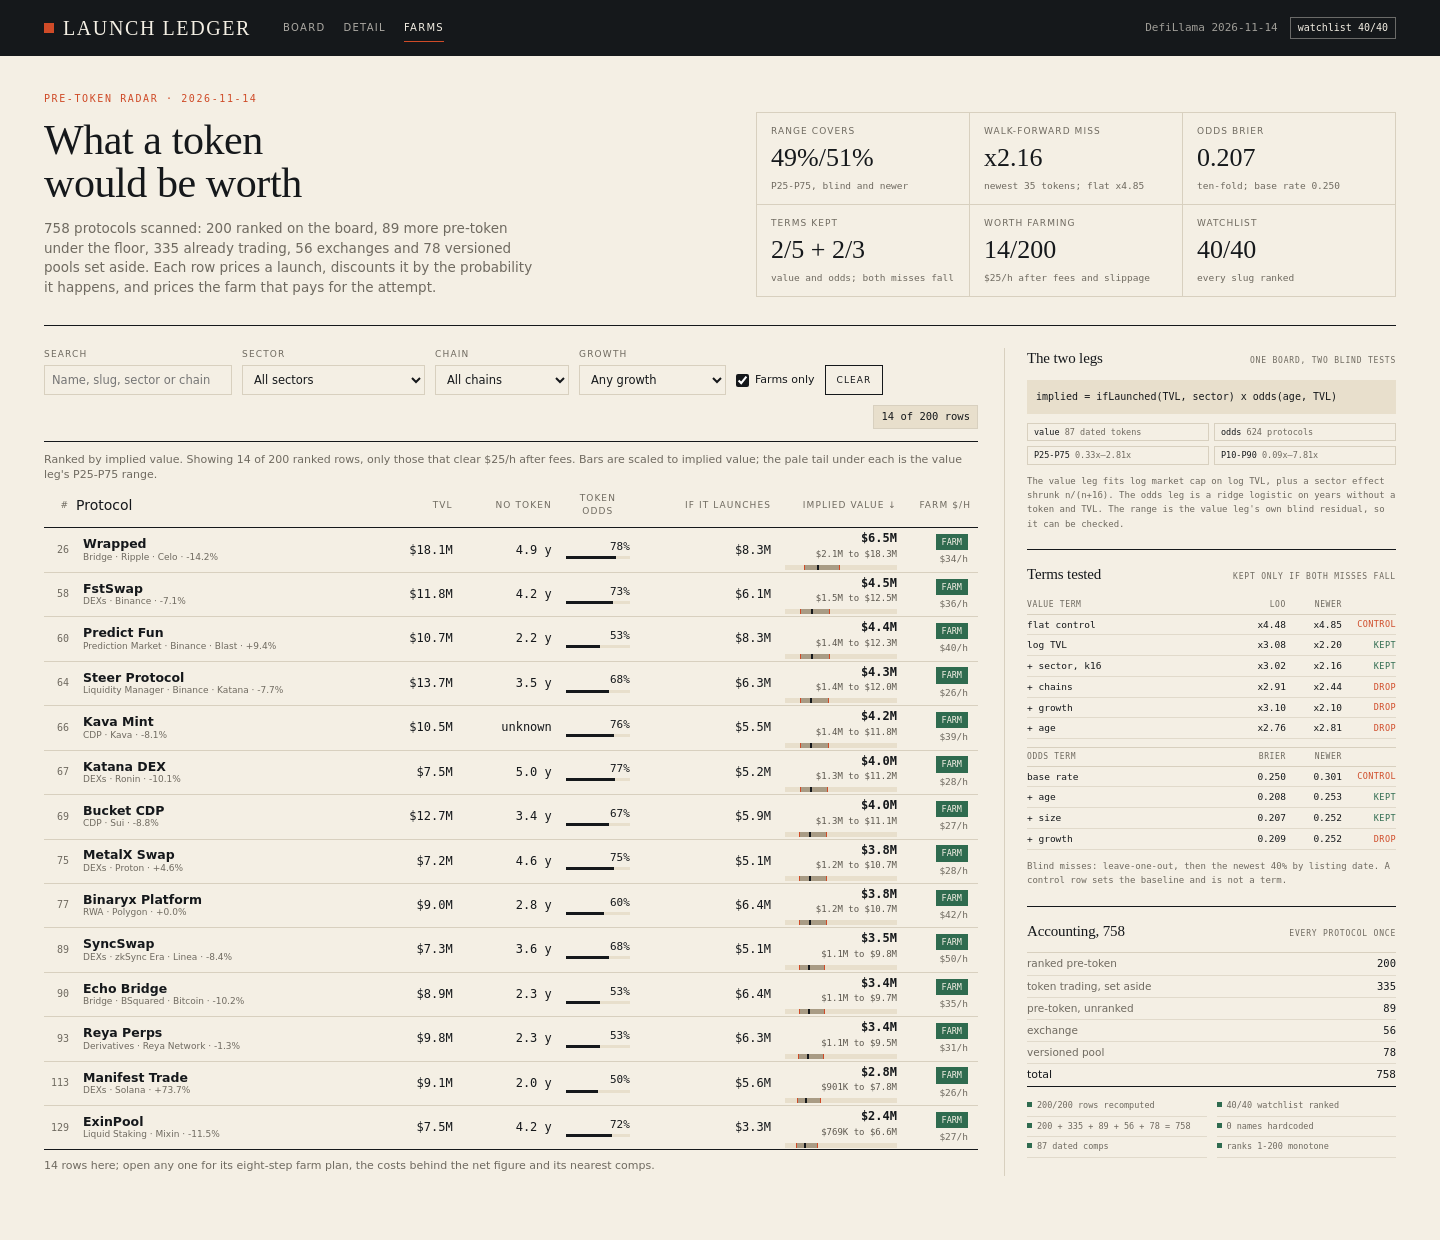 LAUNCH LEDGER BOARD DETAIL FARMS DefiLlama 2026-11-14 watchlist 40/40
PRE-TOKEN RADAR · 2026-11-14
What a token
would be worth
758 protocols scanned: 200 ranked on the board, 89 more pre-token
under the floor, 335 already trading, 56 exchanges and 78 versioned
pools set aside. Each row prices a launch, discounts it by the probability
it happens, and prices the farm that pays for the attempt.
RANGE COVERS
49%/51%
P25-P75, blind and newer
WALK-FORWARD MISS
x2.16
newest 35 tokens; flat x4.85
ODDS BRIER
0.207
ten-fold; base rate 0.250
TERMS KEPT
2/5 + 2/3
value and odds; both misses fall
WORTH FARMING
14/200
$25/h after fees and slippage
WATCHLIST
40/40
every slug ranked
SEARCH SECTOR CHAIN GROWTH
Name, slug, sector or chain All sectors All chains Any growth Farms only CLEAR
14 of 200 rows
Ranked by implied value. Showing 14 of 200 ranked rows, only those that clear $25/h after fees. Bars are scaled to implied value; the pale tail under each is the value
leg's P25-P75 range.
# Protocol TVL NO TOKEN TOKEN ODDS IF IT LAUNCHES IMPLIED VALUE ↓ FARM $/H
26 Wrapped $18.1M 4.9 y 78% $8.3M $6.5M FARM
Bridge · Ripple · Celo · -14.2% $2.1M to $18.3M $34/h
58 FstSwap $11.8M 4.2 y 73% $6.1M $4.5M FARM
DEXs · Binance · -7.1% $1.5M to $12.5M $36/h
60 Predict Fun $10.7M 2.2 y 53% $8.3M $4.4M FARM
Prediction Market · Binance · Blast · +9.4% $1.4M to $12.3M $40/h
64 Steer Protocol $13.7M 3.5 y 68% $6.3M $4.3M FARM
Liquidity Manager · Binance · Katana · -7.7% $1.4M to $12.0M $26/h
66 Kava Mint $10.5M unknown 76% $5.5M $4.2M FARM
CDP · Kava · -8.1% $1.4M to $11.8M $39/h
67 Katana DEX $7.5M 5.0 y 77% $5.2M $4.0M FARM
DEXs · Ronin · -10.1% $1.3M to $11.2M $28/h
69 Bucket CDP $12.7M 3.4 y 67% $5.9M $4.0M FARM
CDP · Sui · -8.8% $1.3M to $11.1M $27/h
75 MetalX Swap $7.2M 4.6 y 75% $5.1M $3.8M FARM
DEXs · Proton · +4.6% $1.2M to $10.7M $28/h
77 Binaryx Platform $9.0M 2.8 y 60% $6.4M $3.8M FARM
RWA · Polygon · +0.0% $1.2M to $10.7M $42/h
89 SyncSwap $7.3M 3.6 y 68% $5.1M $3.5M FARM
DEXs · zkSync Era · Linea · -8.4% $1.1M to $9.8M $50/h
90 Echo Bridge $8.9M 2.3 y 53% $6.4M $3.4M FARM
Bridge · BSquared · Bitcoin · -10.2% $1.1M to $9.7M $35/h
93 Reya Perps $9.8M 2.3 y 53% $6.3M $3.4M FARM
Derivatives · Reya Network · -1.3% $1.1M to $9.5M $31/h
113 Manifest Trade $9.1M 2.0 y 50% $5.6M $2.8M FARM
DEXs · Solana · +73.7% $901K to $7.8M $26/h
129 ExinPool $7.5M 4.2 y 72% $3.3M $2.4M FARM
Liquid Staking · Mixin · -11.5% $769K to $6.6M $27/h
14 rows here; open any one for its eight-step farm plan, the costs behind the net figure and its nearest comps.
The two legs ONE BOARD, TWO BLIND TESTS
implied = ifLaunched(TVL, sector) x odds(age, TVL)
value 87 dated tokens odds 624 protocols
P25-P75 0.33x–2.81x P10-P90 0.09x–7.81x
The value leg fits log market cap on log TVL, plus a sector effect
shrunk n/(n+16). The odds leg is a ridge logistic on years without a
token and TVL. The range is the value leg's own blind residual, so
it can be checked.
Terms tested KEPT ONLY IF BOTH MISSES FALL
VALUE TERM LOO NEWER
flat control x4.48 x4.85 CONTROL
log TVL x3.08 x2.20 KEPT
+ sector, k16 x3.02 x2.16 KEPT
+ chains x2.91 x2.44 DROP
+ growth x3.10 x2.10 DROP
+ age x2.76 x2.81 DROP
ODDS TERM BRIER NEWER
base rate 0.250 0.301 CONTROL
+ age 0.208 0.253 KEPT
+ size 0.207 0.252 KEPT
+ growth 0.209 0.252 DROP
Blind misses: leave-one-out, then the newest 40% by listing date. A
control row sets the baseline and is not a term.
Accounting, 758 EVERY PROTOCOL ONCE
ranked pre-token 200
token trading, set aside 335
pre-token, unranked 89
exchange 56
versioned pool 78
total 758
200/200 rows recomputed 40/40 watchlist ranked
200 + 335 + 89 + 56 + 78 = 758 0 names hardcoded
87 dated comps ranks 1-200 monotone